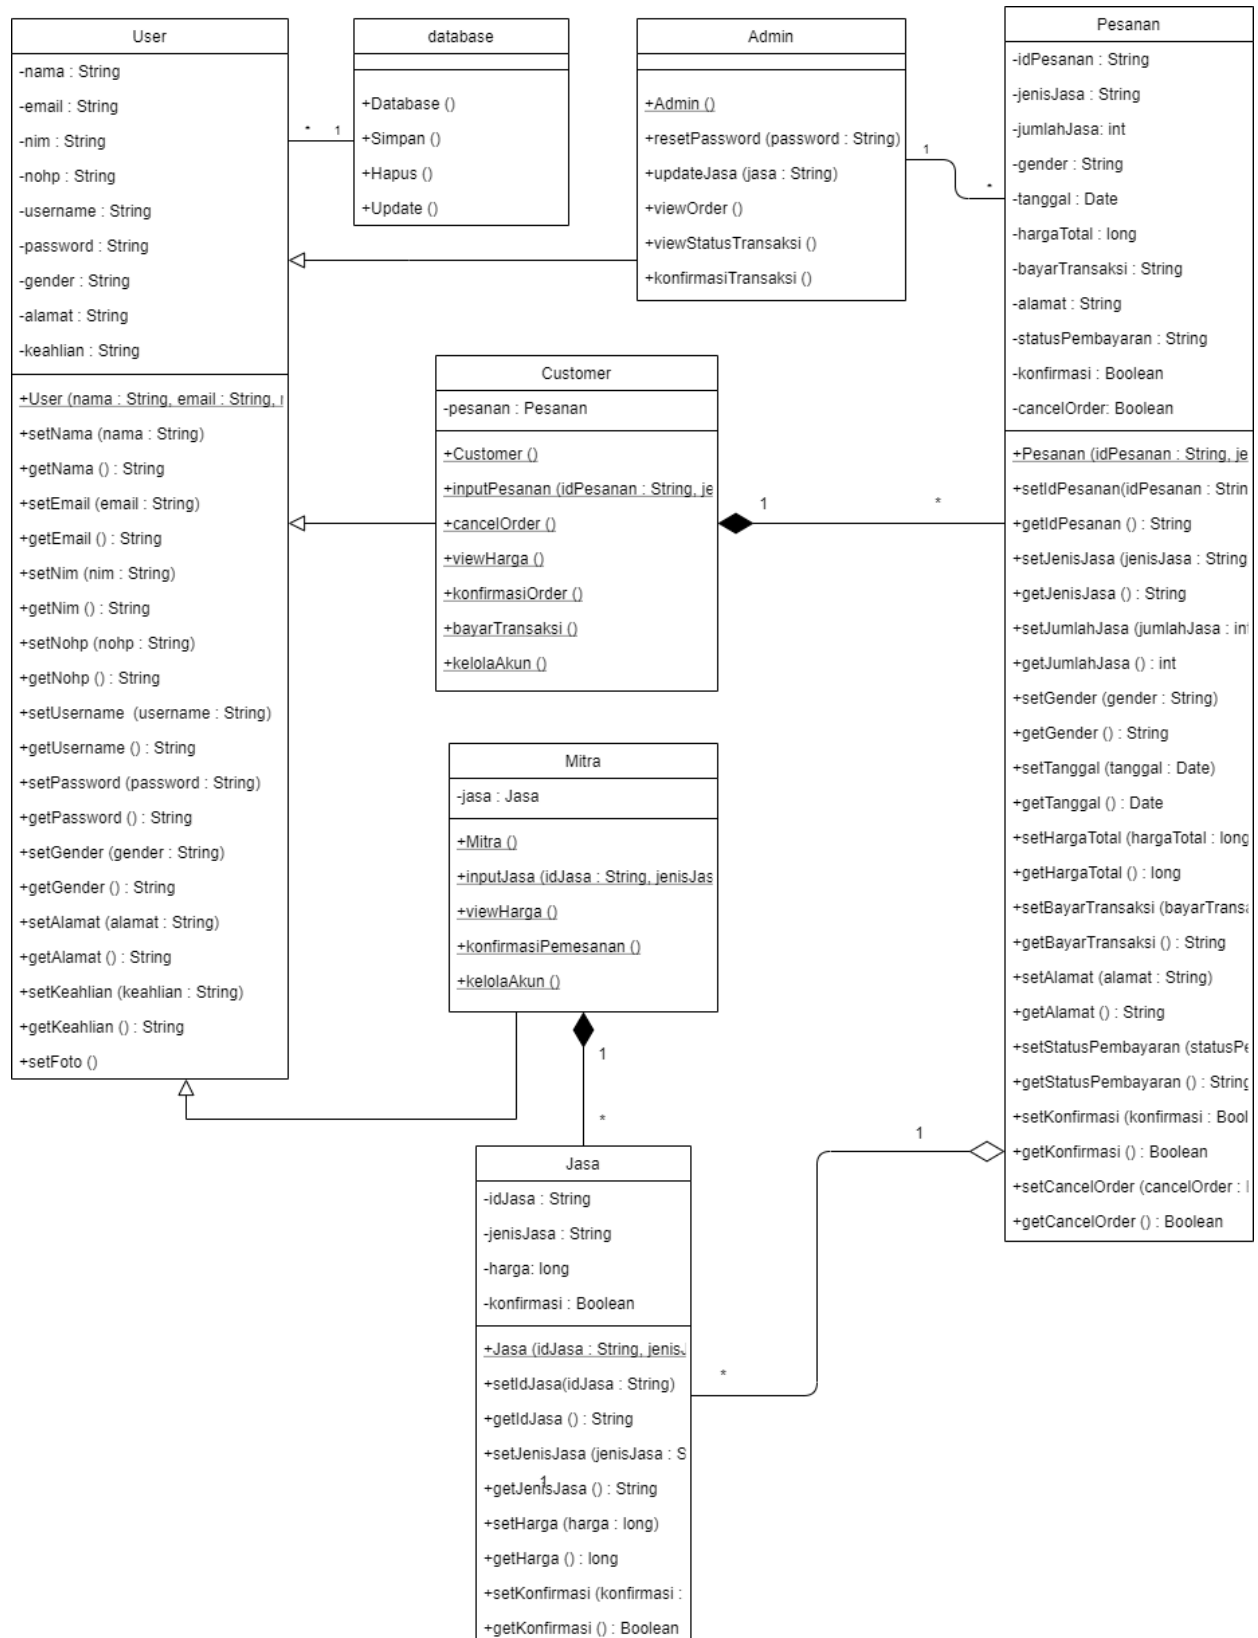 User
-nama : String
-email : String
-nim : String
-nohp : String
-username : String
-password : String
-gender : String
-alamat : String
-keahlian : String
+User (nama : String, email : String,
+setNama (nama : String)
+getNama () : String
+setEmail (email : String)
+getEmail () : String
+setNim (nim : String)
+getNim () : String
+setNohp (nohp : String)
+getNohp () : String
+setUsername (username : String)
+getUsername () : String
+setPassword (password : String)
+getPassword () : String
+setGender (gender : String)
+getGender () : String
+setAlamat (alamat : String)
+getAlamat () : String
+setKeahlian (keahlian : String)
+getKeahlian () : String
+setFoto ()
* 1
database
+Database ()
+Simpan ()
+Hapus ()
+Update ()
Admin
+Admin ()
+resetPassword (password : String)
+updateJasa (jasa : String)
+viewOrder ()
+viewStatusTransaksi ()
+konfirmasiTransaksi ()
1
*
Customer
-pesanan : Pesanan
+Customer ()
+inputPesanan (idPesanan : String, je
+cancelOrder ()
+viewHarga ()
+konfirmasiOrder ()
+bayarTransaksi ()
+kelolaAkun ()
1 *
Mitra
-jasa : Jasa
+Mitra ()
+inputJasa (idJasa : String, jenisJas
+viewHarga ()
+konfirmasiPemesanan ()
+kelolaAkun ()
1
*
Jasa
-idJasa : String
-jenisJasa : String
-harga: long
-konfirmasi : Boolean
+Jasa (idJasa : String, jenisJ
+setIdJasa(idJasa : String)
+getIdJasa () : String
+setJenisJasa (jenisJasa : S
+getJenisJasa () : String
1
+setHarga (harga : long)
+getHarga () : long
+setKonfirmasi (konfirmasi :
+getKonfirmasi () : Boolean
1
*
Pesanan
-idPesanan : String
-jenisJasa : String
-jumlahJasa: int
-gender : String
-tanggal : Date
-hargaTotal : long
-bayarTransaksi : String
-alamat : String
-statusPembayaran : String
-konfirmasi : Boolean
-cancelOrder: Boolean
+Pesanan (idPesanan : String, je
+setIdPesanan(idPesanan : Strin
+getIdPesanan () : String
+setJenisJasa (jenisJasa : String
+getJenisJasa () : String
+setJumlahJasa (jumlahJasa : int
+getJumlahJasa () : int
+setGender (gender : String)
+getGender () : String
+setTanggal (tanggal : Date)
+getTanggal () : Date
+setHargaTotal (hargaTotal : long
+getHargaTotal () : long
+setBayarTransaksi (bayarTransa
+getBayarTransaksi () : String
+setAlamat (alamat : String)
+getAlamat () : String
+setStatusPembayaran (statusPe
+getStatusPembayaran () : String
+setKonfirmasi (konfirmasi : Bool
+getKonfirmasi () : Boolean
+setCancelOrder (cancelOrder :
+getCancelOrder () : Boolean